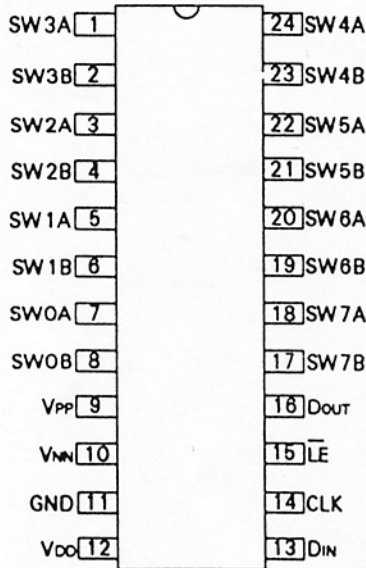 SW3A 1 24 SW4A
SW3B 2 23 SW4B
SW2A 3 22 SW5A
SW2B 4 21 SW5B
SW1A 5 20 SW6A
SW1B 6 19 SW6B
SW0A 7 18 SW7A
SW0B 8 17 SW7B
VPP 9 16 DOUT
VNN 10 15 L̅E̅
GND 11 14 CLK
VDD 12 13 DIN